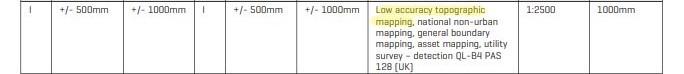 I +/- 500mm +/- 1000mm I +/- 500mm +/- 1000mm Low accuracy topographic 1:2500 1000mm
mapping, national non-urban
mapping, general boundary
mapping, asset mapping, utility
survey – detection QL-B4 PAS
128 [UK]